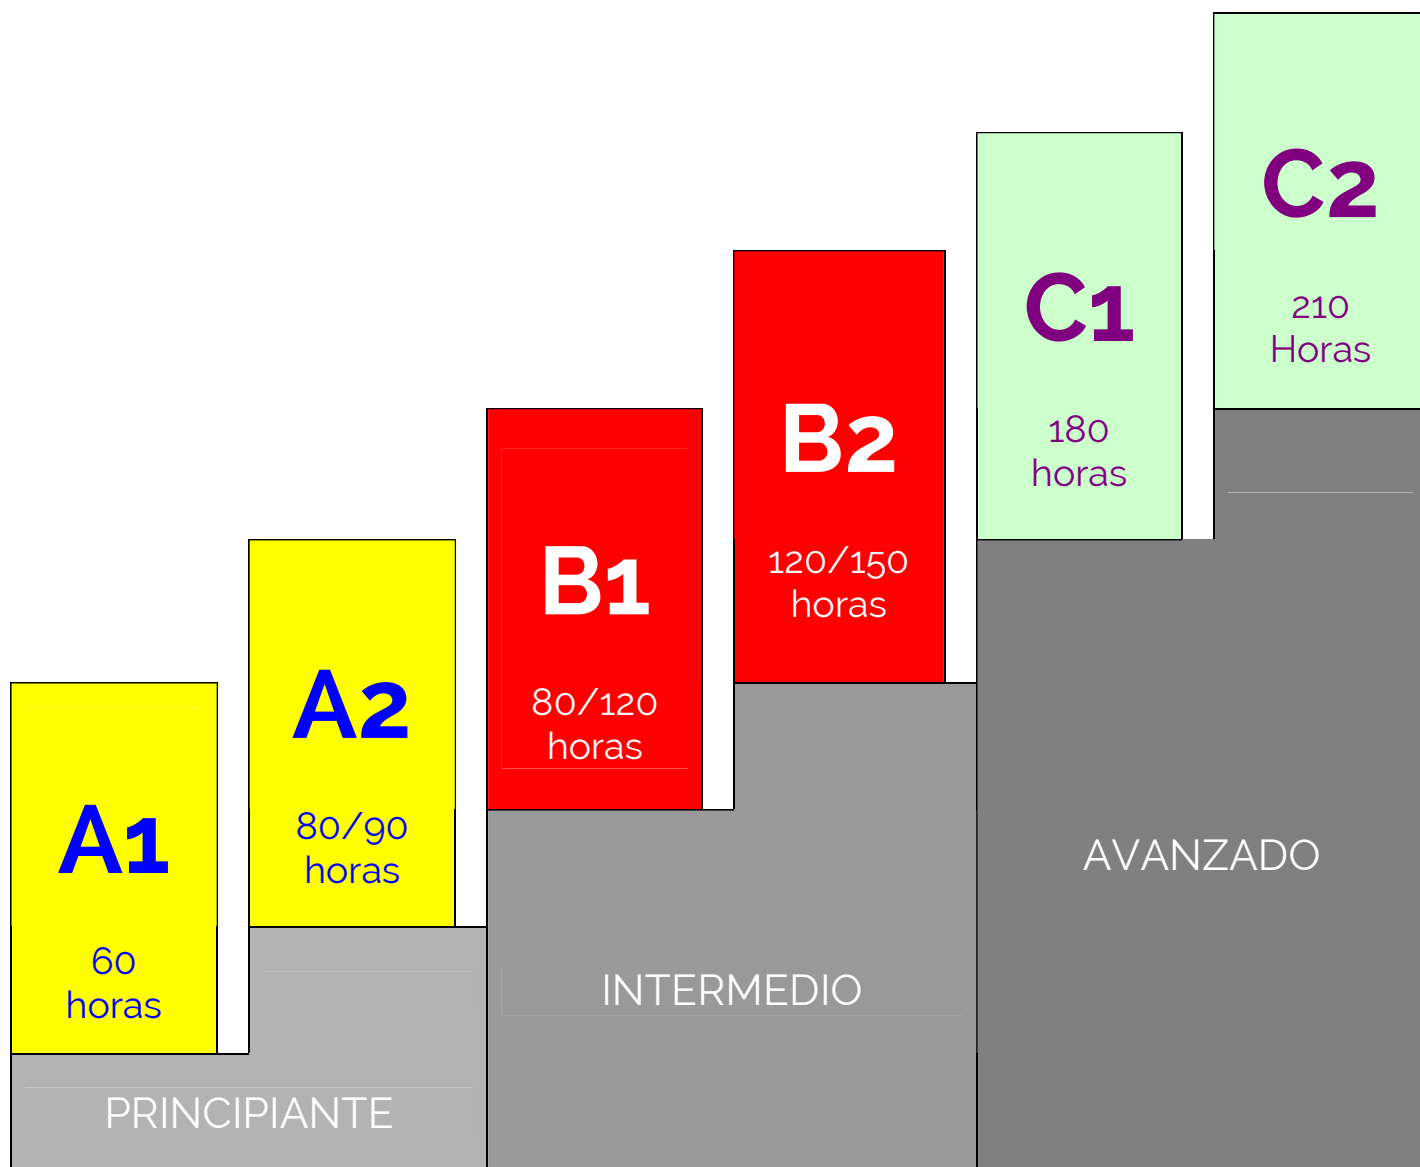 A1
60
horas
A2
80/90
horas
PRINCIPIANTE
B1
80/120
horas
B2
120/150
horas
INTERMEDIO
C1
180
horas
C2
210
Horas
AVANZADO